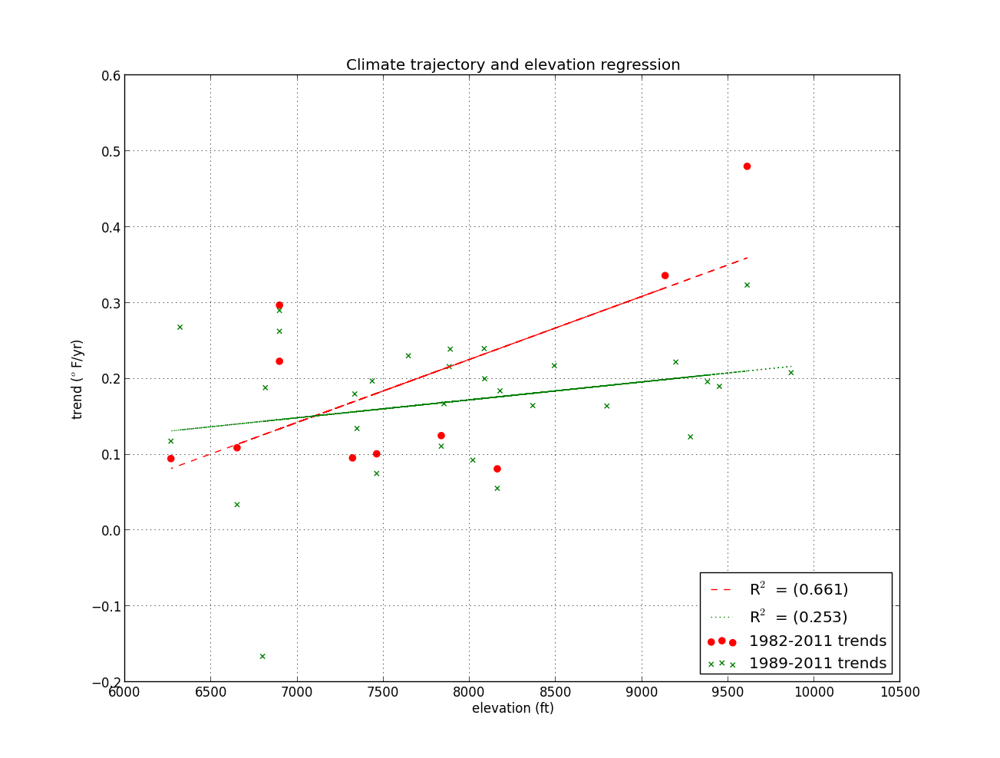 Climate trajectory and elevation regression
0.6
0.5
0.4
0.3
0.2
0.1
0.0
−0.1
−0.2
trend (° F/yr)
R² = (0.661)
R² = (0.253)
1982-2011 trends
1989-2011 trends
6000 6500 7000 7500 8000 8500 9000 9500 10000 10500
elevation (ft)